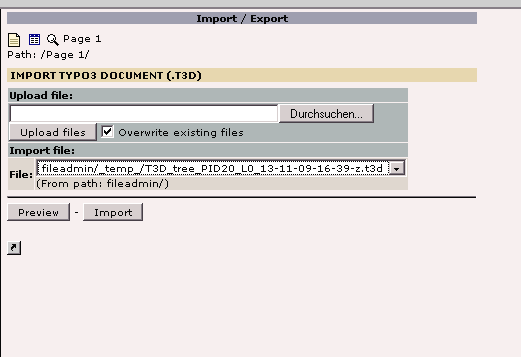 Import / Export
Page 1
Path: /Page 1/
IMPORT TYPO3 DOCUMENT (.T3D)
Upload file:
Durchsuchen...
Upload files Overwrite existing files
Import file:
File: fileadmin/_temp_/T3D_tree_PID20_L0_13-11-09-16-39-z.t3d
(From path: fileadmin/)
Preview - Import